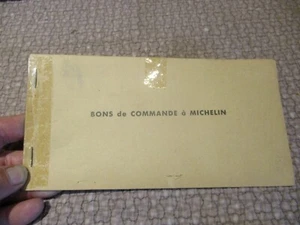 BONS de COMMANDE à MICHELIN